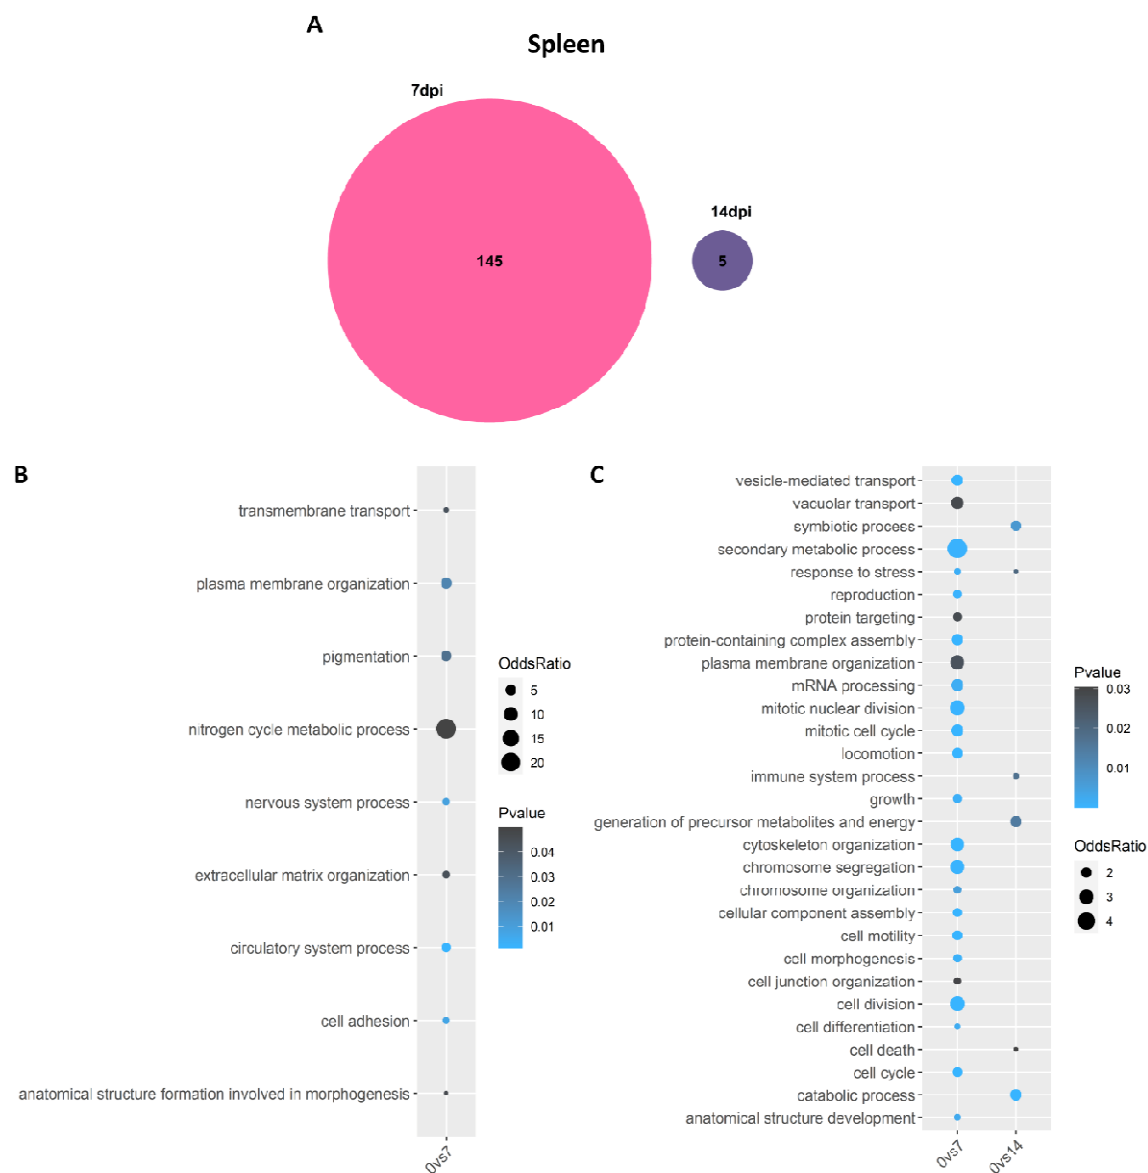 A
Spleen
7dpi
14dpi
145
5
B
transmembrane transport
plasma membrane organization
pigmentation
nitrogen cycle metabolic process
nervous system process
extracellular matrix organization
circulatory system process
cell adhesion
anatomical structure formation involved in morphogenesis
0vs7
OddsRatio
5
10
15
20
Pvalue
0.04
0.03
0.02
0.01
C
vesicle-mediated transport
vacuolar transport
symbiotic process
secondary metabolic process
response to stress
reproduction
protein targeting
protein-containing complex assembly
plasma membrane organization
mRNA processing
mitotic nuclear division
mitotic cell cycle
locomotion
immune system process
growth
generation of precursor metabolites and energy
cytoskeleton organization
chromosome segregation
chromosome organization
cellular component assembly
cell motility
cell morphogenesis
cell junction organization
cell division
cell differentiation
cell death
cell cycle
catabolic process
anatomical structure development
0vs7
0vs14
Pvalue
0.03
0.02
0.01
OddsRatio
2
3
4